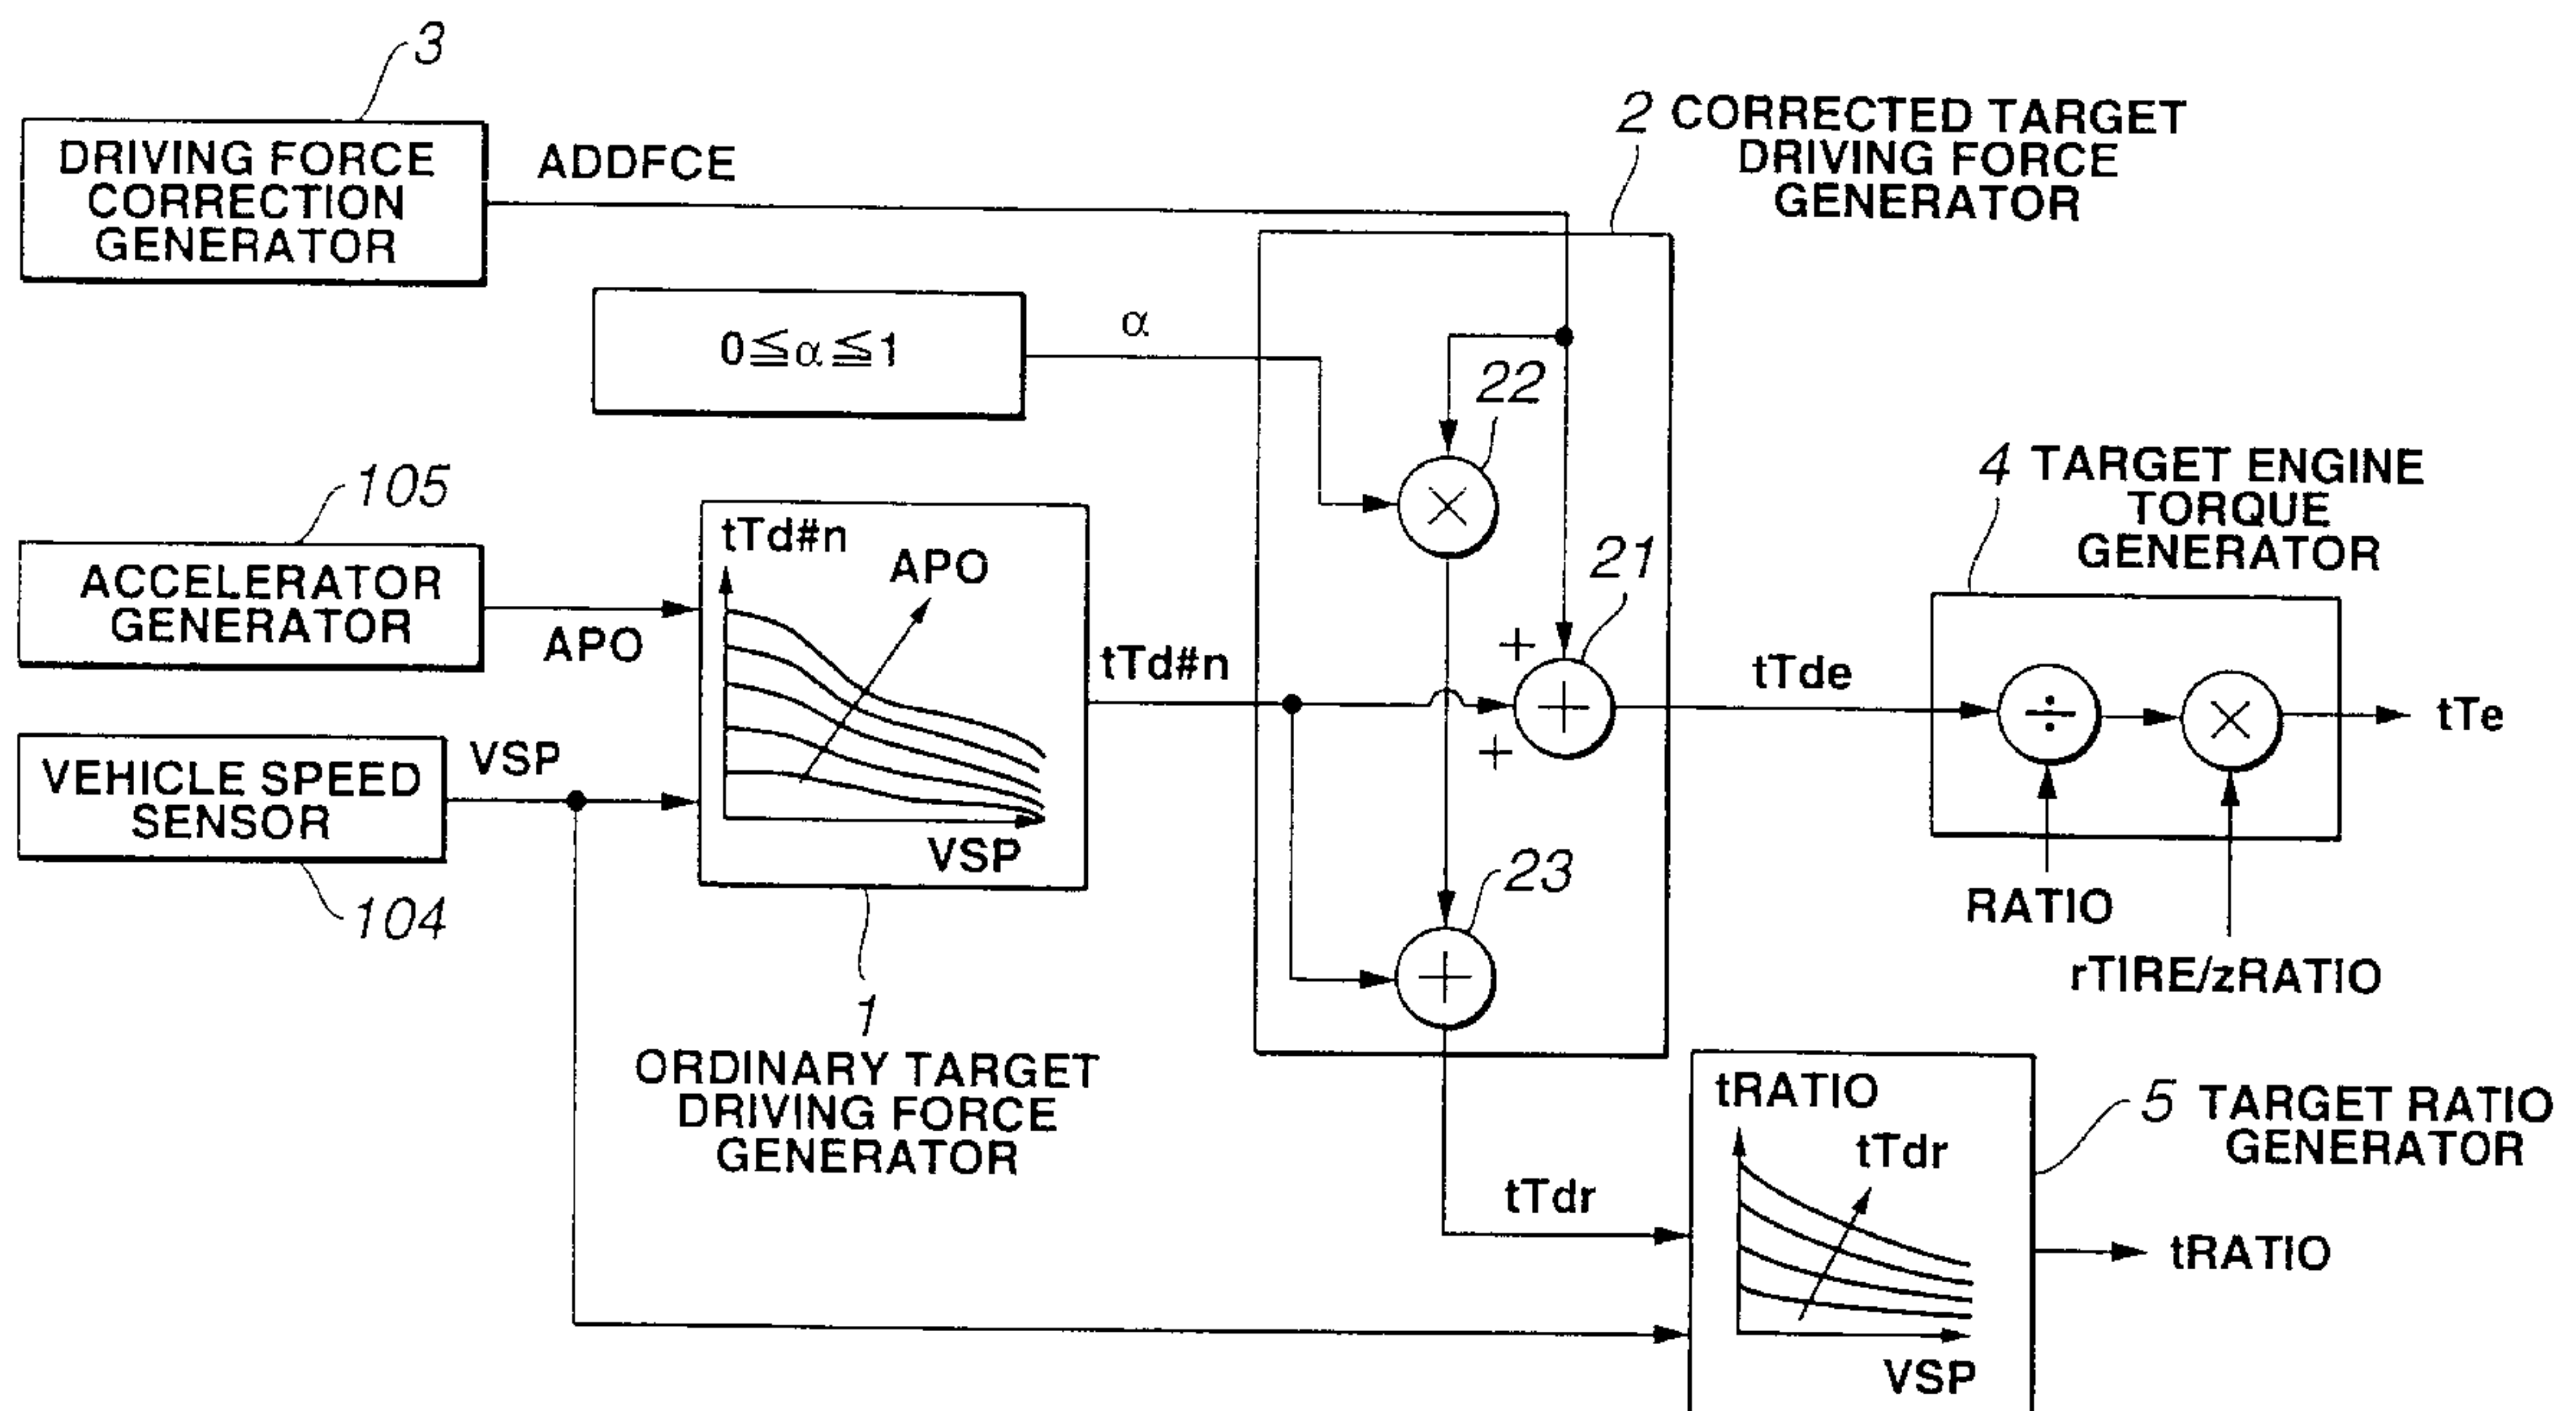 3
DRIVING FORCE
CORRECTION
GENERATOR
ADDFCE
2 CORRECTED TARGET
DRIVING FORCE
GENERATOR
0≦α≦1
α
22
×
105
ACCELERATOR
GENERATOR
APO
tTd#n
APO
VSP
VEHICLE SPEED
SENSOR
VSP
104
1
ORDINARY TARGET
DRIVING FORCE
GENERATOR
tTd#n
21
+
+
+
23
+
tTde
4 TARGET ENGINE
TORQUE
GENERATOR
÷
×
tTe
RATIO
rTIRE/zRATIO
tTdr
tRATIO
tTdr
VSP
5 TARGET RATIO
GENERATOR
tRATIO